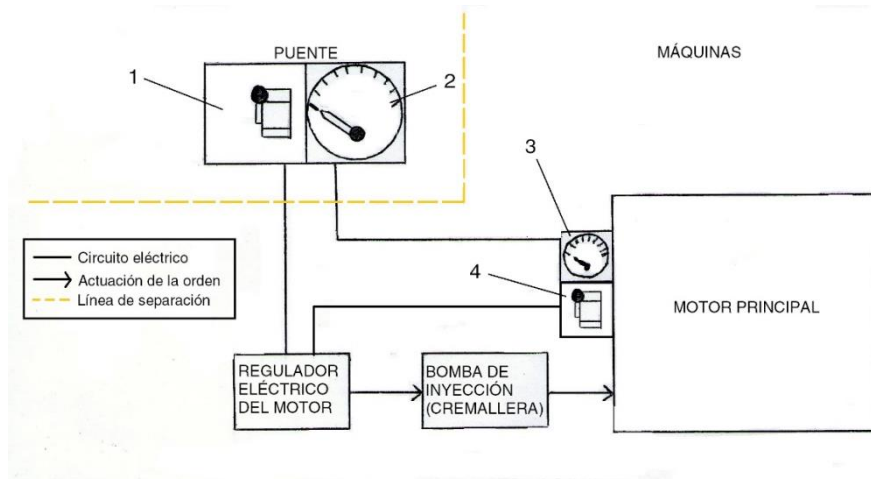 PUENTE
MÁQUINAS
1
2
3
4
Circuito eléctrico
Actuación de la orden
Línea de separación
MOTOR PRINCIPAL
REGULADOR
ELÉCTRICO
DEL MOTOR
BOMBA DE
INYECCIÓN
(CREMALLERA)